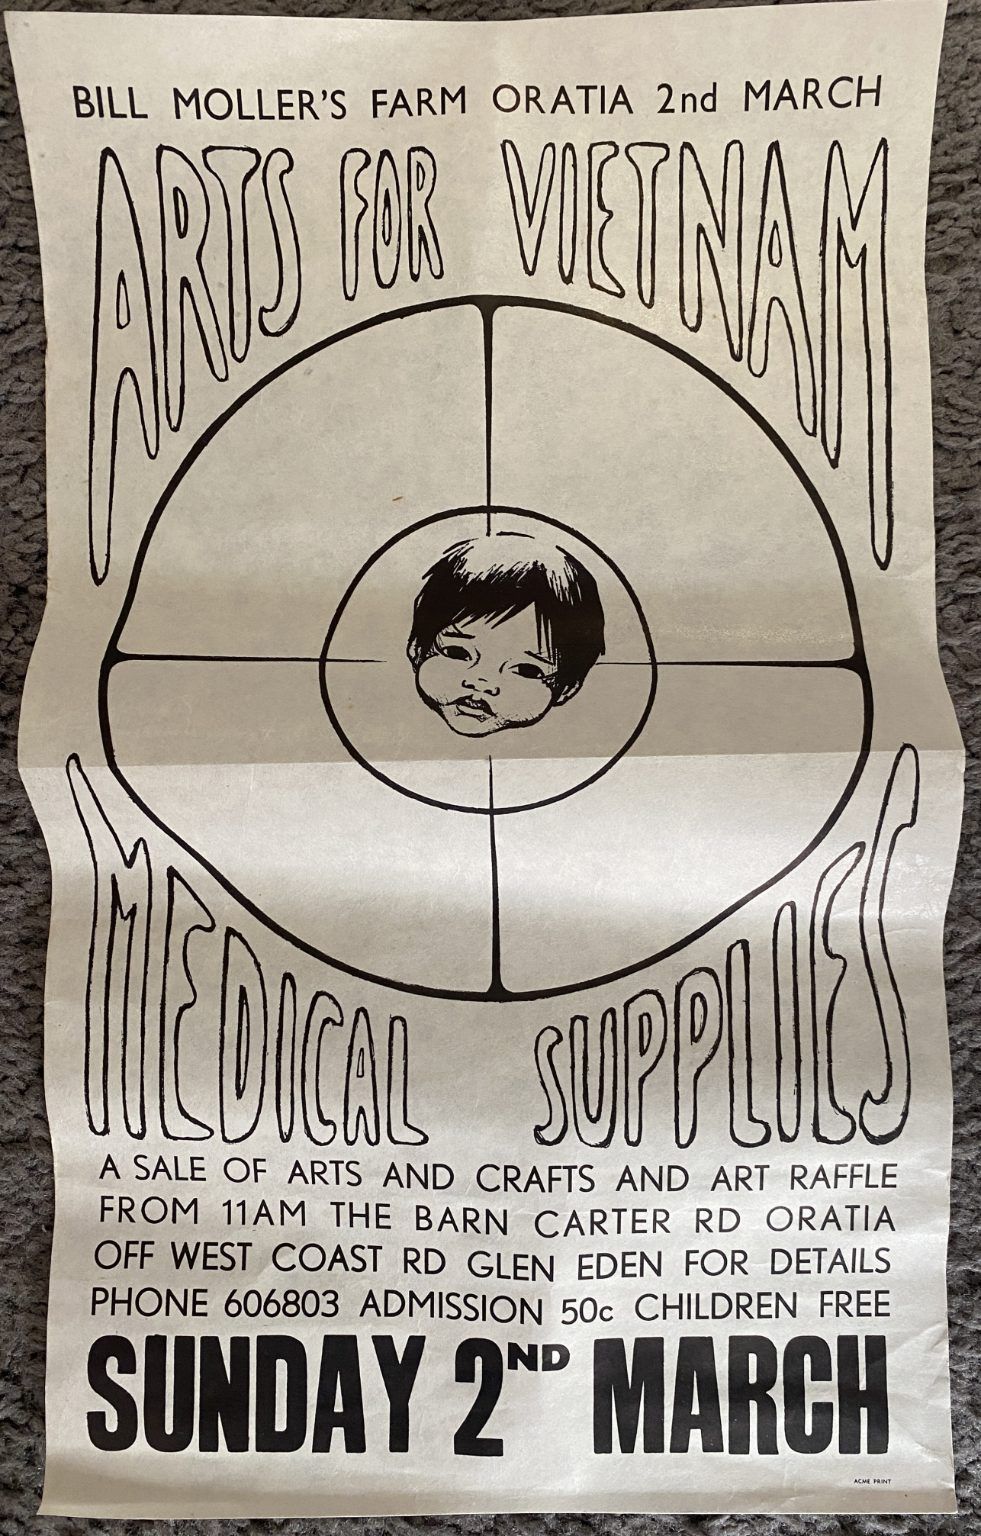 BILL MOLLER'S FARM ORATIA 2nd MARCH
ARTS FOR VIETNAM
MEDICAL SUPPLIES
A SALE OF ARTS AND CRAFTS AND ART RAFFLE
FROM 11AM THE BARN CARTER RD ORATIA
OFF WEST COAST RD GLEN EDEN FOR DETAILS
PHONE 606803 ADMISSION 50c CHILDREN FREE
SUNDAY 2ND MARCH
ACME PRINT